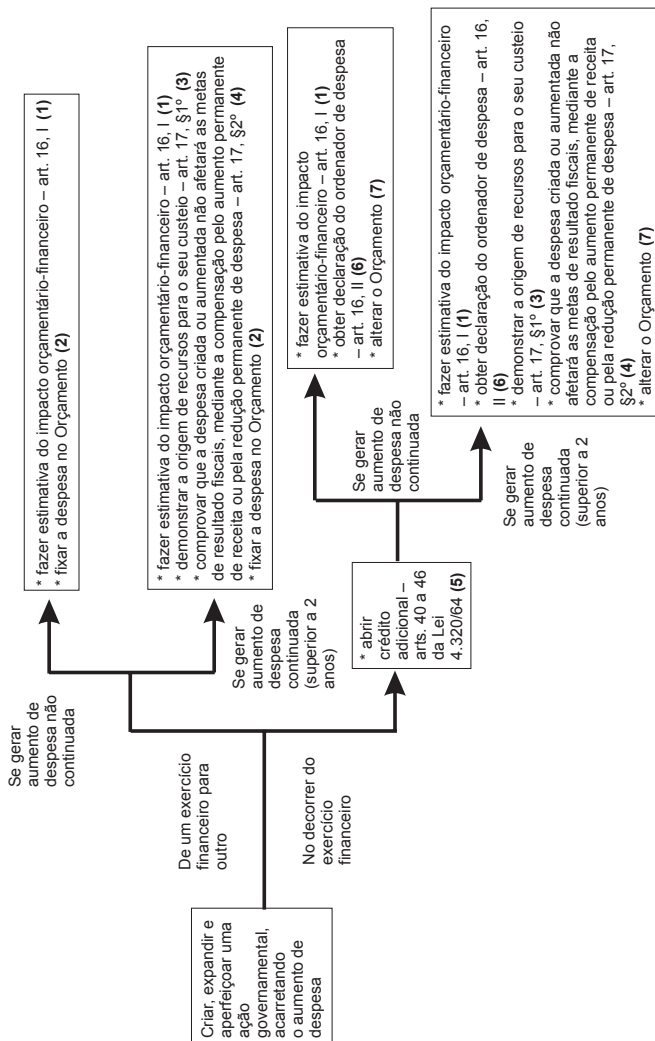 Criar, expandir e
aperfeiçoar uma
ação
governamental,
acarretando
o aumento de
despesa
De um exercício
financeiro para
outro
No decorrer do
exercício
financeiro
Se gerar
aumento de
despesa não
continuada
* fazer estimativa do impacto orçamentário-financeiro – art. 16, I (1)
* fixar a despesa no Orçamento (2)
Se gerar
aumento de
despesa
continuada
(superior a 2
anos)
* fazer estimativa do impacto orçamentário-financeiro – art. 16, I (1)
* demonstrar a origem de recursos para o seu custeio – art. 17, §1º (3)
* comprovar que a despesa criada ou aumentada não afetará as metas
de resultado fiscais, mediante a compensação pelo aumento permanente
de receita ou pela redução permanente de despesa – art. 17, §2º (4)
* fixar a despesa no Orçamento (2)
* abrir
crédito
adicional –
arts. 40 a 46
da Lei
4.320/64 (5)
Se gerar
aumento de
despesa não
continuada
* fazer estimativa do impacto
orçamentário-financeiro – art. 16, I (1)
* obter declaração do ordenador de despesa
– art. 16, II (6)
* alterar o Orçamento (7)
Se gerar
aumento de
despesa
continuada
(superior a 2
anos)
* fazer estimativa do impacto orçamentário-financeiro
– art. 16, I (1)
* obter declaração do ordenador de despesa – art. 16,
II (6)
* demonstrar a origem de recursos para o seu custeio
– art. 17, §1º (3)
* comprovar que a despesa criada ou aumentada não
afetará as metas de resultado fiscais, mediante a
compensação pelo aumento permanente de receita
ou pela redução permanente de despesa – art. 17,
§2º (4)
* alterar o Orçamento (7)